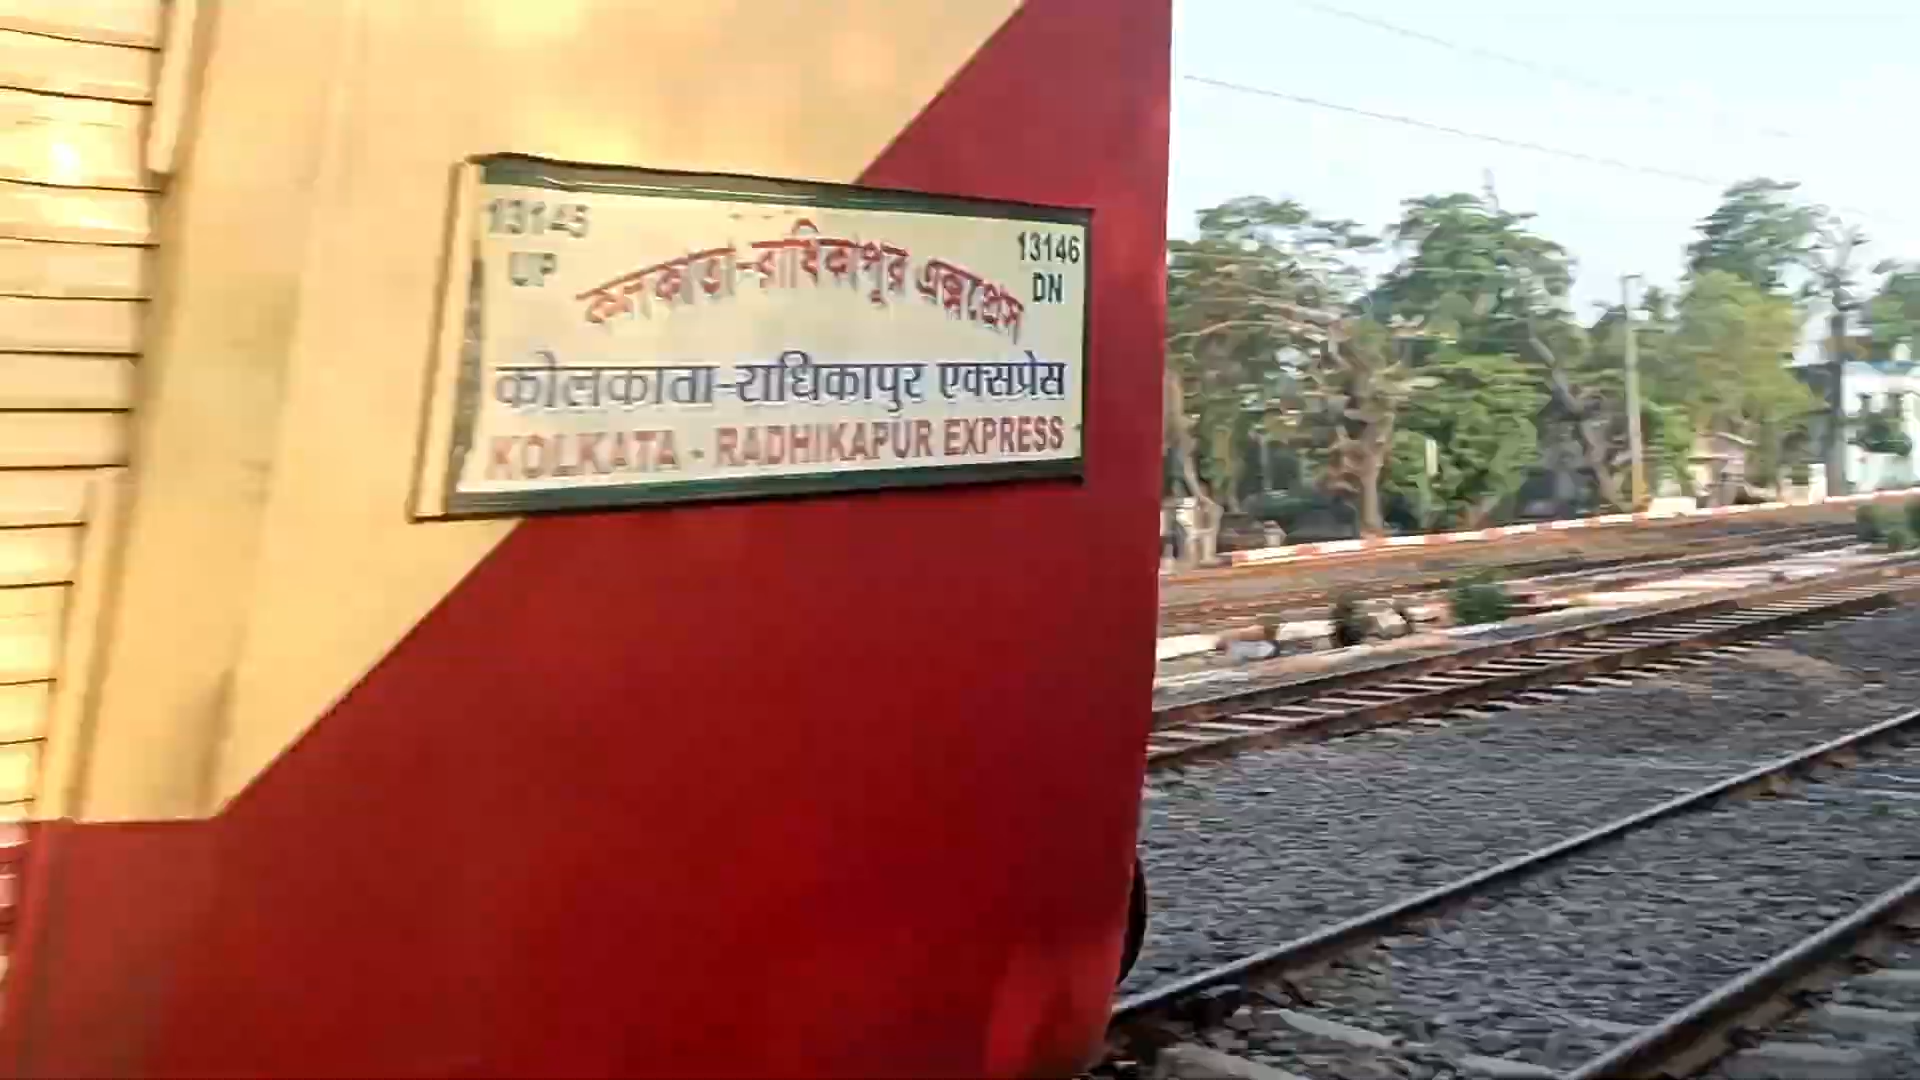 13145
UP
13146
DN
কলকাতা-রাধিকাপুর এক্সপ্রেস
कोलकाता-राधिकापुर एक्सप्रेस
KOLKATA - RADHIKAPUR EXPRESS